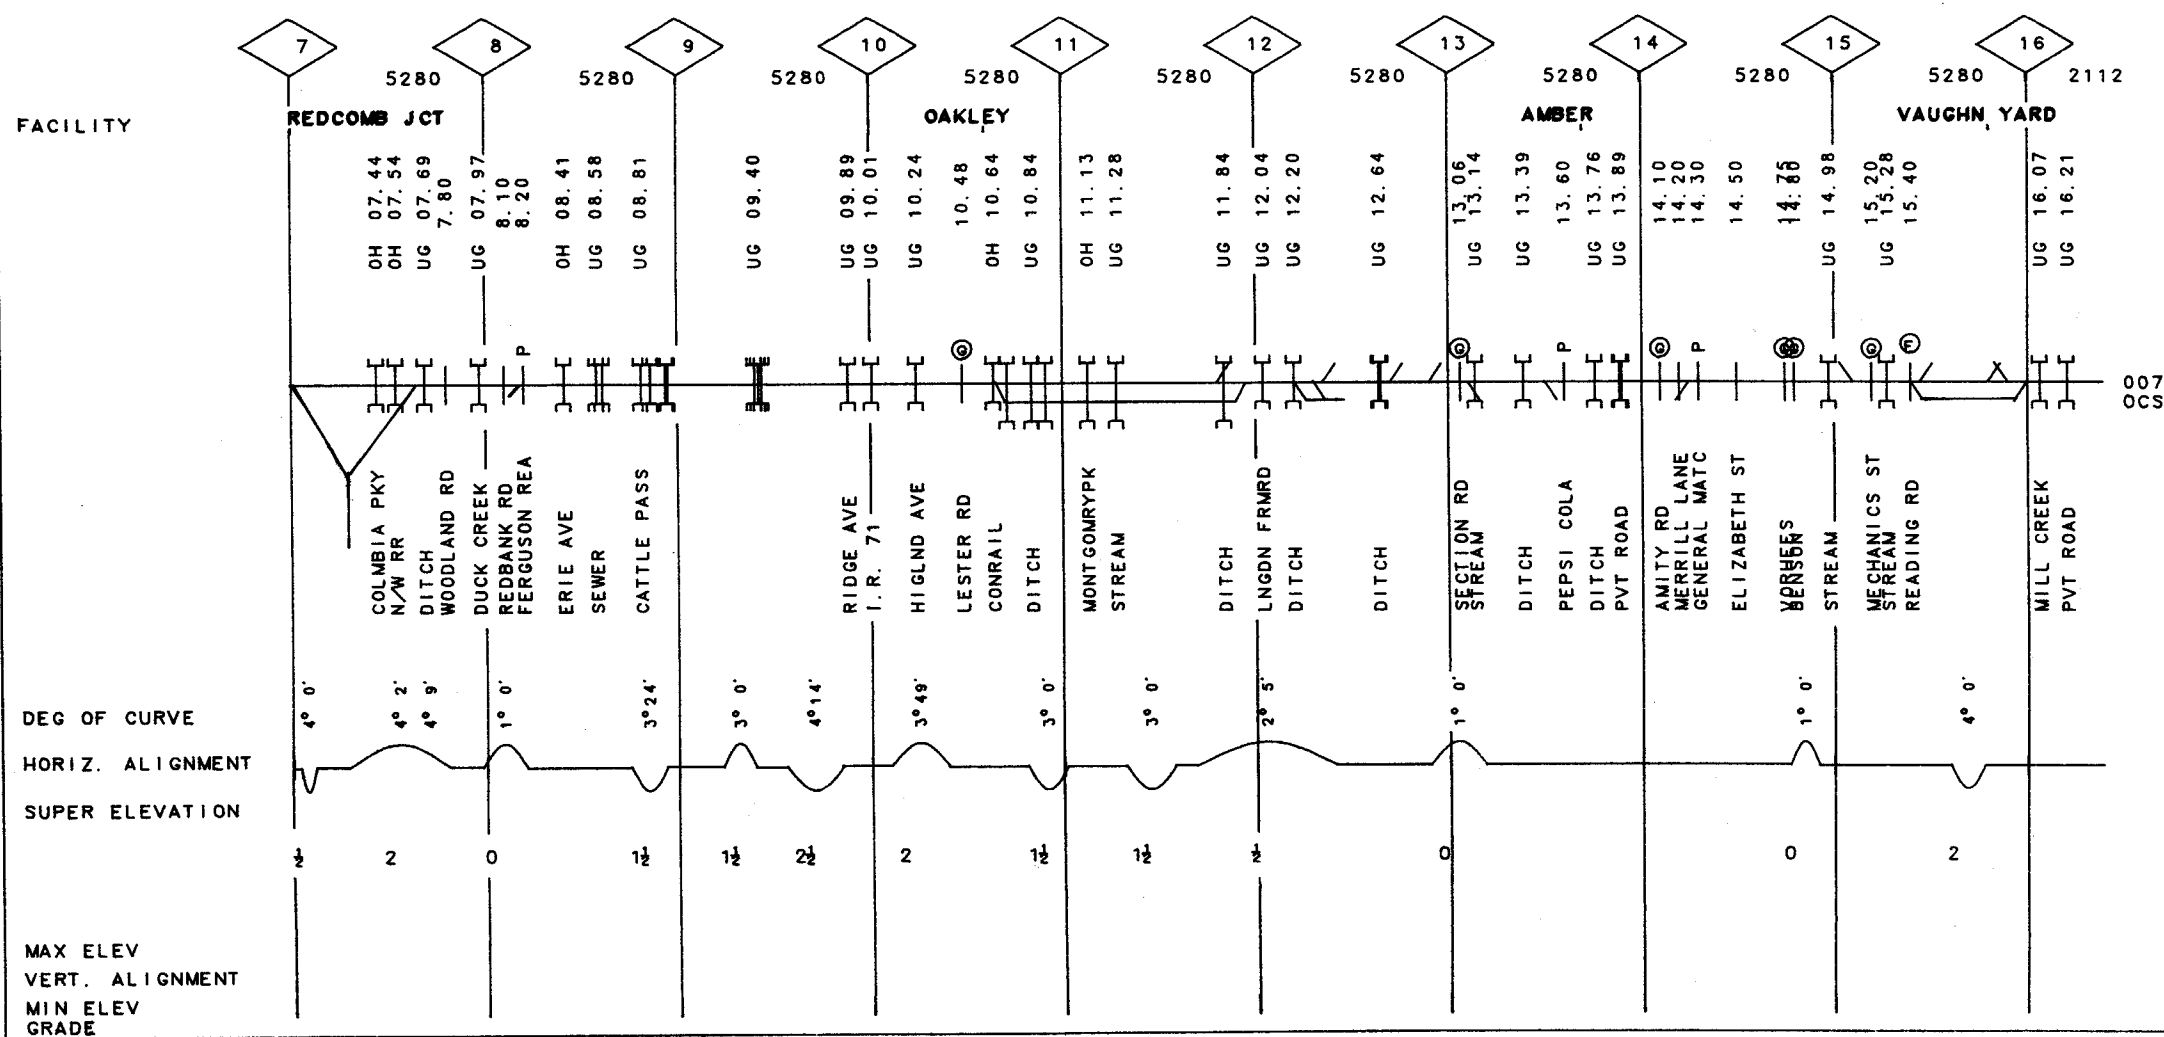 7 8 9 10 11 12 13 14 15 16
5280 5280 5280 5280 5280 5280 5280 5280 5280 2112
FACILITY
REDCOMB JCT OAKLEY AMBER VAUGHN YARD
OH 07.44
OH 07.54
UG 07.69
7.80
UG 07.97
8.10
8.20
OH 08.41
UG 08.58
UG 08.81
UG 09.40
UG 09.89
UG 10.01
UG 10.24
10.48
OH 10.64
UG 10.84
OH 11.13
UG 11.28
UG 11.84
UG 12.04
UG 12.20
UG 12.64
13.06
UG 13.14
UG 13.39
13.60
UG 13.76
UG 13.89
14.10
14.20
14.30
14.50
14.75
14.80
UG 14.98
15.20
UG 15.28
15.40
UG 16.07
UG 16.21
P G G P G P G G F
007
OCS
COLMBIA PKY
N/W RR
DITCH
WOODLAND RD
DUCK CREEK
REDBANK RD
FERGUSON REA
ERIE AVE
SEWER
CATTLE PASS
RIDGE AVE
I.R. 71
HIGLND AVE
LESTER RD
CONRAIL
DITCH
MONTGOMRYPK
STREAM
DITCH
LNGDN FRMRD
DITCH
DITCH
SECTION RD
STREAM
DITCH
PEPSI COLA
DITCH
PVT ROAD
AMITY RD
MERRILL LANE
GENERAL MATC
ELIZABETH ST
VORHEES
BENSON
STREAM
MECHANICS ST
STREAM
READING RD
MILL CREEK
PVT ROAD
DEG OF CURVE 4° 0' 4° 2' 4° 9' 1° 0' 3°24' 3° 0' 4°14' 3°49' 3° 0' 3° 0' 2° 5' 1° 0' 1° 0' 4° 0'
HORIZ. ALIGNMENT
SUPER ELEVATION
½ 2 0 1½ 1½ 2½ 2 1½ 1½ ½ 0 0 2
MAX ELEV
VERT. ALIGNMENT
MIN ELEV
GRADE